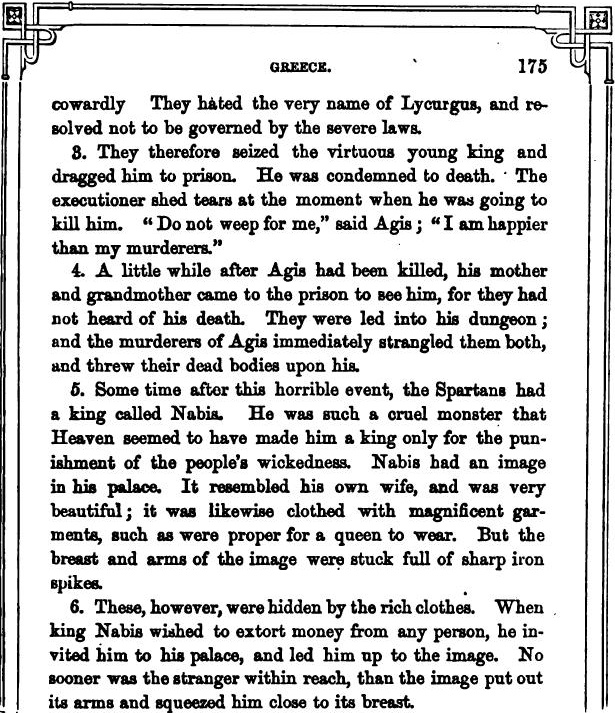 GREECE. 175
cowardly They hated the very name of Lycurgus, and re-
solved not to be governed by the severe laws.
3. They therefore seized the virtuous young king and
dragged him to prison. He was condemned to death. The
executioner shed tears at the moment when he was going to
kill him. “Do not weep for me,” said Agis; “I am happier
than my murderers.”
4. A little while after Agis had been killed, his mother
and grandmother came to the prison to see him, for they had
not heard of his death. They were led into his dungeon;
and the murderers of Agis immediately strangled them both,
and threw their dead bodies upon his.
5. Some time after this horrible event, the Spartans had
a king called Nabis. He was such a cruel monster that
Heaven seemed to have made him a king only for the pun-
ishment of the people’s wickedness. Nabis had an image
in his palace. It resembled his own wife, and was very
beautiful; it was likewise clothed with magnificent gar-
ments, such as were proper for a queen to wear. But the
breast and arms of the image were stuck full of sharp iron
spikes.
6. These, however, were hidden by the rich clothes. When
king Nabis wished to extort money from any person, he in-
vited him to his palace, and led him up to the image. No
sooner was the stranger within reach, than the image put out
its arms and squeezed him close to its breast.